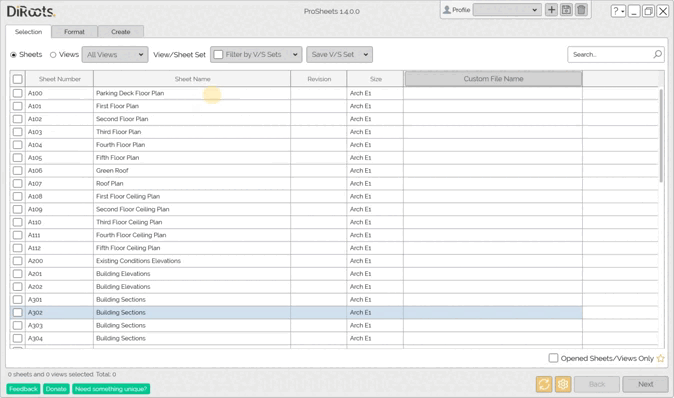 DiRoots.
ProSheets 1.4.0.0
Profile
?
Selection
Format
Create
Sheets
Views
All Views
View/Sheet Set
Filter by V/S Sets
Save V/S Set
Search..
Sheet Number Sheet Name Revision Size Custom File Name
A100 Parking Deck Floor Plan Arch E1
A101 First Floor Plan Arch E1
A102 Second Floor Plan Arch E1
A103 Third Floor Plan Arch E1
A104 Fourth Floor Plan Arch E1
A105 Fifth Floor Plan Arch E1
A106 Green Roof Arch E1
A107 Roof Plan Arch E1
A108 First Floor Ceiling Plan Arch E1
A109 Second Floor Ceiling Plan Arch E1
A110 Third Floor Ceiling Plan Arch E1
A111 Fourth Floor Ceiling Plan Arch E1
A112 Fifth Floor Ceiling Plan Arch E1
A200 Existing Conditions Elevations Arch E1
A201 Building Elevations Arch E1
A202 Building Elevations Arch E1
A301 Building Sections Arch E1
A302 Building Sections Arch E1
A303 Building Sections Arch E1
A304 Building Sections Arch E1
Opened Sheets/Views Only
0 sheets and 0 views selected. Total: 0
Feedback
Donate
Need something unique?
Back
Next